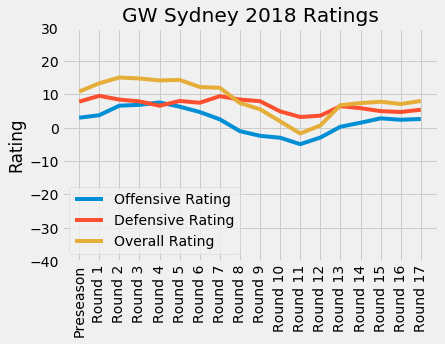 GW Sydney 2018 Ratings
Rating
30
20
10
0
−10
−20
−30
−40
Offensive Rating
Defensive Rating
Overall Rating
Preseason
Round 1
Round 2
Round 3
Round 4
Round 5
Round 6
Round 7
Round 8
Round 9
Round 10
Round 11
Round 12
Round 13
Round 14
Round 15
Round 16
Round 17